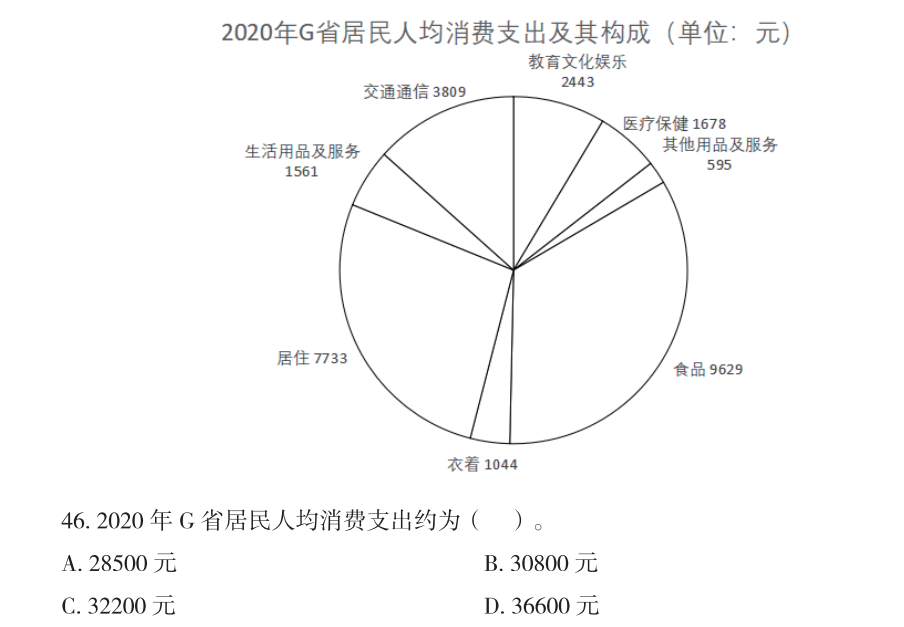 2020年G省居民人均消费支出及其构成（单位：元）
教育文化娱乐
2443
交通通信 3809
医疗保健 1678
其他用品及服务
595
生活用品及服务
1561
居住 7733
食品 9629
衣着 1044
46. 2020 年 G 省居民人均消费支出约为（ ）。
A. 28500 元 B. 30800 元
C. 32200 元 D. 36600 元